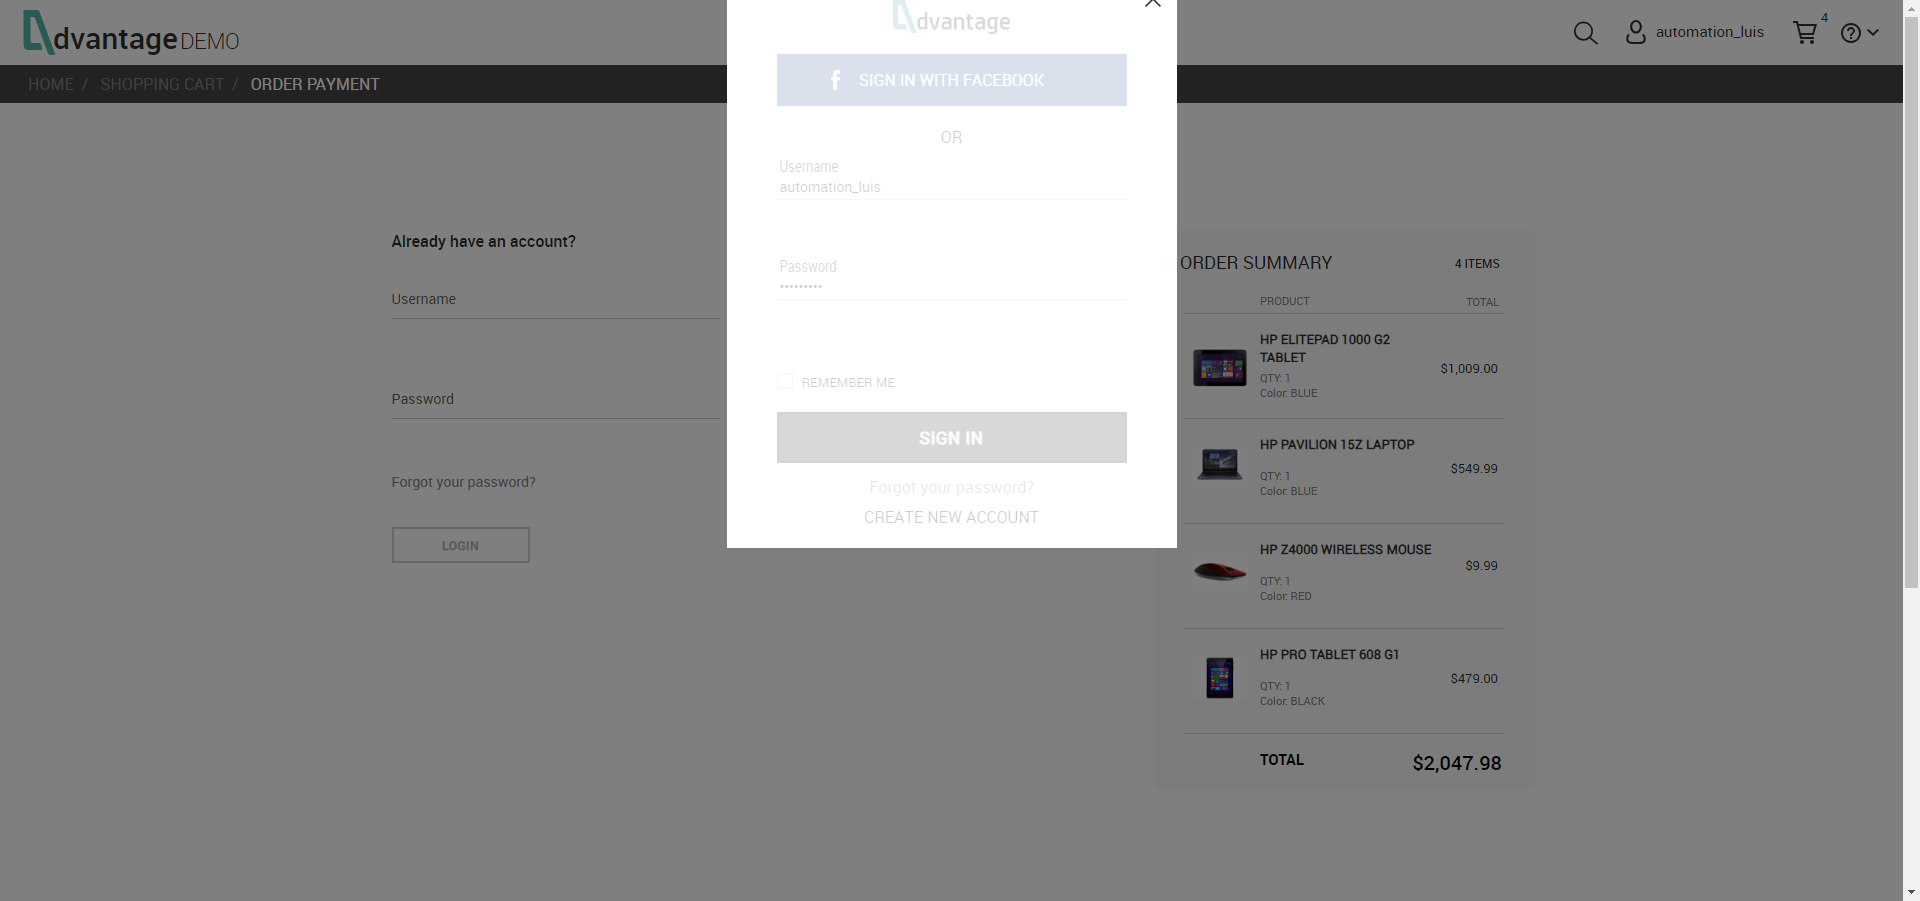 dvantage DEMO
automation_luis
4
HOME / SHOPPING CART / ORDER PAYMENT
dvantage
SIGN IN WITH FACEBOOK
OR
Username
automation_luis
Password
•••••••••
REMEMBER ME
SIGN IN
Forgot your password?
CREATE NEW ACCOUNT
Already have an account?
Username
Password
Forgot your password?
LOGIN
ORDER SUMMARY 4 ITEMS
PRODUCT TOTAL
HP ELITEPAD 1000 G2
TABLET
$1,009.00
QTY: 1
Color: BLUE
HP PAVILION 15Z LAPTOP
$549.99
QTY: 1
Color: BLUE
HP Z4000 WIRELESS MOUSE
$9.99
QTY: 1
Color: RED
HP PRO TABLET 608 G1
$479.00
QTY: 1
Color: BLACK
TOTAL $2,047.98